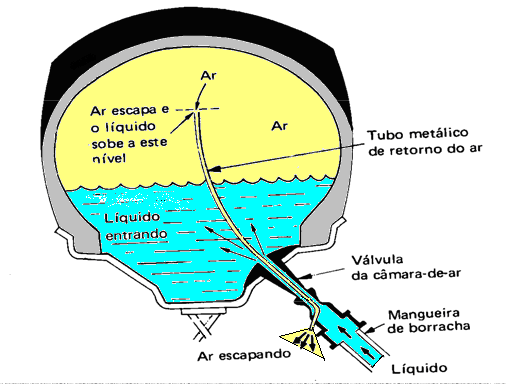 Ar
Ar escapa e
o líquido
sobe a este
nível
Ar
Tubo metálico
de retorno do ar
Líquido
entrando
Válvula
da câmara-de-ar
Mangueira
de borracha
Ar escapando
Líquido